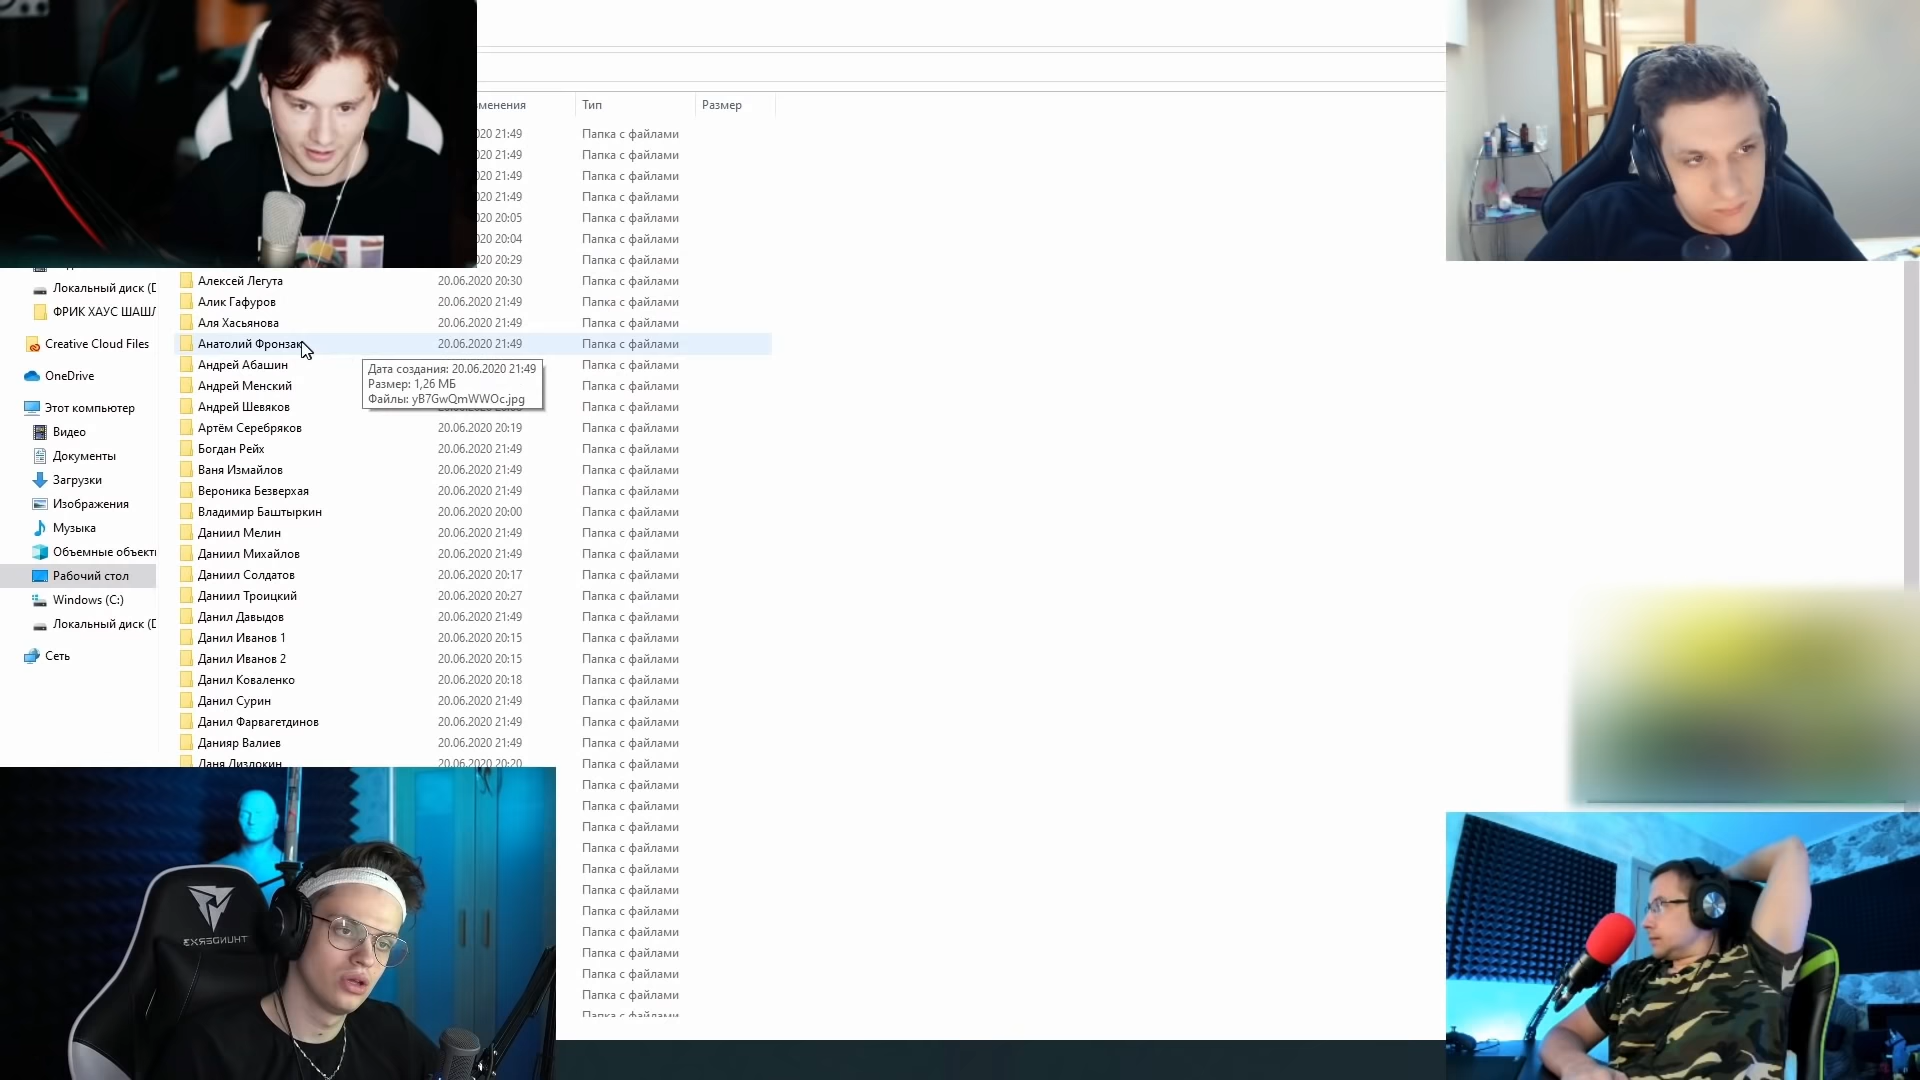 менения Тип Размер
020 21:49 Папка с файлами
020 21:49 Папка с файлами
020 21:49 Папка с файлами
020 21:49 Папка с файлами
020 20:05 Папка с файлами
020 20:04 Папка с файлами
020 20:29 Папка с файлами
Алексей Легута 20.06.2020 20:30 Папка с файлами
Алик Гафуров 20.06.2020 21:49 Папка с файлами
Аля Хасьянова 20.06.2020 21:49 Папка с файлами
Анатолий Фронзак 20.06.2020 21:49 Папка с файлами
Андрей Абашин Папка с файлами
Андрей Менский Папка с файлами
Андрей Шевяков Папка с файлами
Артём Серебряков 20.06.2020 20:19 Папка с файлами
Богдан Рейх 20.06.2020 21:49 Папка с файлами
Ваня Измайлов 20.06.2020 21:49 Папка с файлами
Вероника Безверхая 20.06.2020 21:49 Папка с файлами
Владимир Баштыркин 20.06.2020 20:00 Папка с файлами
Даниил Мелин 20.06.2020 21:49 Папка с файлами
Даниил Михайлов 20.06.2020 21:49 Папка с файлами
Даниил Солдатов 20.06.2020 20:17 Папка с файлами
Даниил Троицкий 20.06.2020 20:27 Папка с файлами
Данил Давыдов 20.06.2020 21:49 Папка с файлами
Данил Иванов 1 20.06.2020 20:15 Папка с файлами
Данил Иванов 2 20.06.2020 20:15 Папка с файлами
Данил Коваленко 20.06.2020 20:18 Папка с файлами
Данил Сурин 20.06.2020 21:49 Папка с файлами
Данил Фарвагетдинов 20.06.2020 21:49 Папка с файлами
Данияр Валиев 20.06.2020 21:49 Папка с файлами
Даня 20.06.2020 20:20 Папка с файлами
Папка с файлами
Папка с файлами
Папка с файлами
Папка с файлами
Папка с файлами
Папка с файлами
Папка с файлами
Папка с файлами
Папка с файлами
Папка с файлами
Папка с файлами
Папка с файлами
Дата создания: 20.06.2020 21:49
Размер: 1,26 МБ
Файлы: yB7GwQmWWOc.jpg
Локальный диск (D
ФРИК ХАУС ШАШЛ
Creative Cloud Files
OneDrive
Этот компьютер
Видео
Документы
Загрузки
Изображения
Музыка
Объемные объекты
Рабочий стол
Windows (C:)
Локальный диск (D
Сеть
THUNDERX3